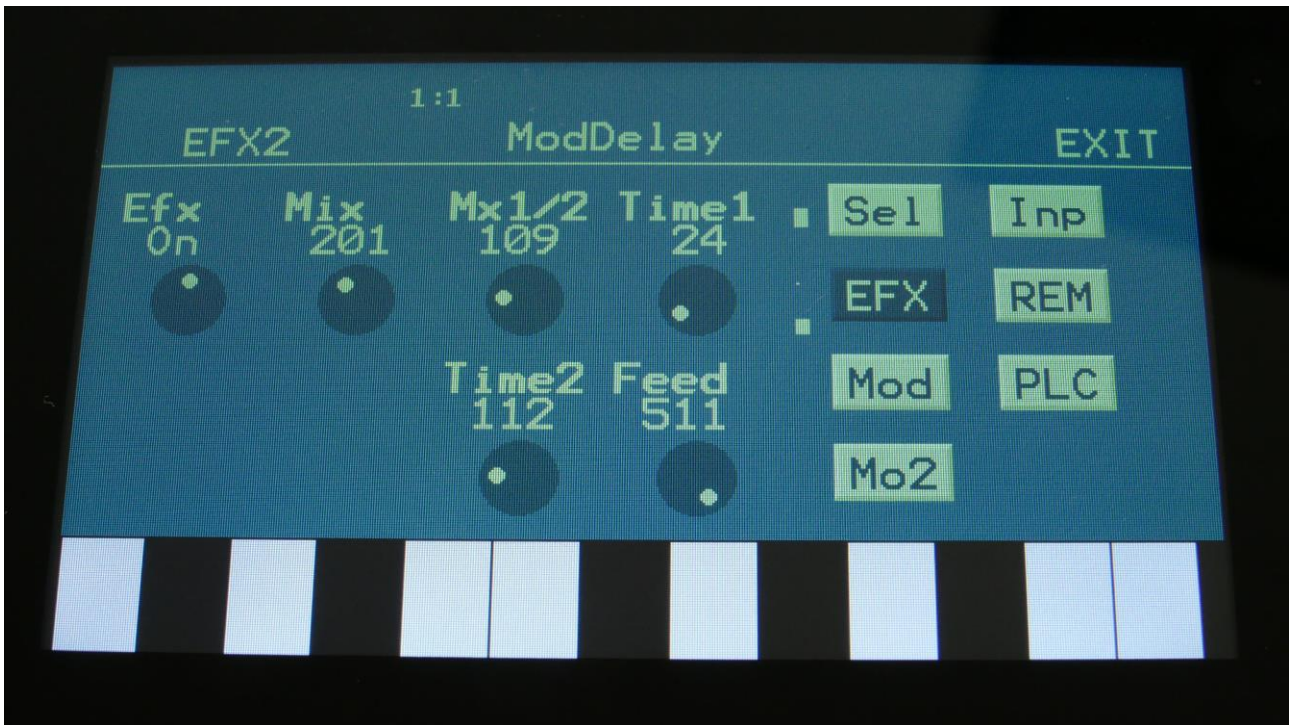 1:1
EFX2 ModDelay EXIT
Efx Mix Mx1/2 Time1 Sel Inp
On 201 109 24
EFX REM
Time2 Feed Mod PLC
112 511
Mo2